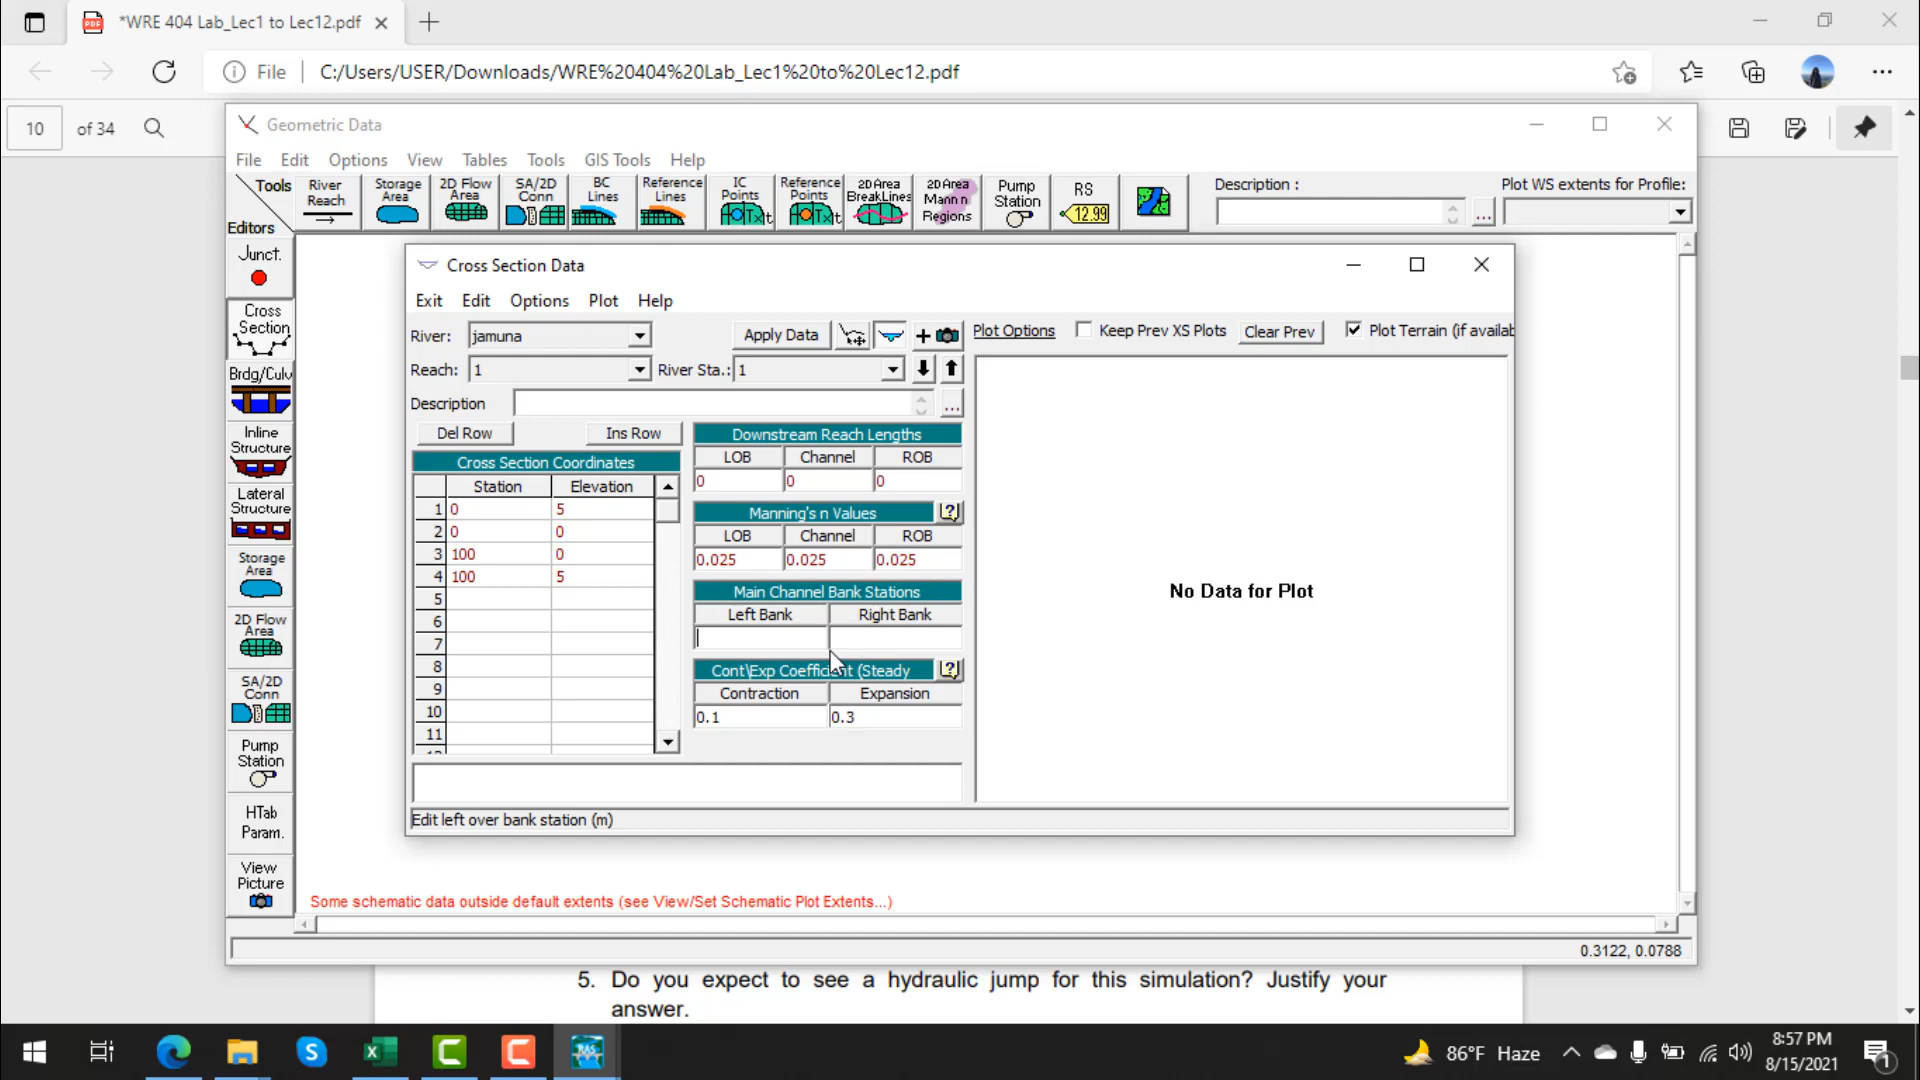 *WRE 404 Lab_Lec1 to Lec12.pdf
File
C:/Users/USER/Downloads/WRE%20404%20Lab_Lec1%20to%20Lec12.pdf
10 of 34
Geometric Data
File Edit Options View Tables Tools GIS Tools Help
Tools
Editors
River Reach
Storage Area
2D Flow Area
SA/2D Conn
BC Lines
Reference Lines
IC Points
Reference Points
2D Area BreakLines
2D Area Mann n Regions
Pump Station
RS
12.99
Description :
...
Plot WS extents for Profile:
Junct.
Cross Section
Brdg/Culv
Inline Structure
Lateral Structure
Storage Area
2D Flow Area
SA/2D Conn
Pump Station
HTab Param.
View Picture
Cross Section Data
Exit Edit Options Plot Help
River: jamuna Apply Data
Plot Options Keep Prev XS Plots Clear Prev Plot Terrain (if availab
Reach: 1 River Sta.: 1
Description ...
Del Row Ins Row
Cross Section Coordinates
Station Elevation
1 0 5
2 0 0
3 100 0
4 100 5
5
6
7
8
9
10
11
Downstream Reach Lengths
LOB Channel ROB
0 0 0
Manning's n Values
LOB Channel ROB
0.025 0.025 0.025
Main Channel Bank Stations
Left Bank Right Bank
Cont\Exp Coefficient (Steady
Contraction Expansion
0.1 0.3
No Data for Plot
Edit left over bank station (m)
Some schematic data outside default extents (see View/Set Schematic Plot Extents...)
0.3122, 0.0788
5. Do you expect to see a hydraulic jump for this simulation? Justify your
answer.
86°F Haze
8:57 PM
8/15/2021
1